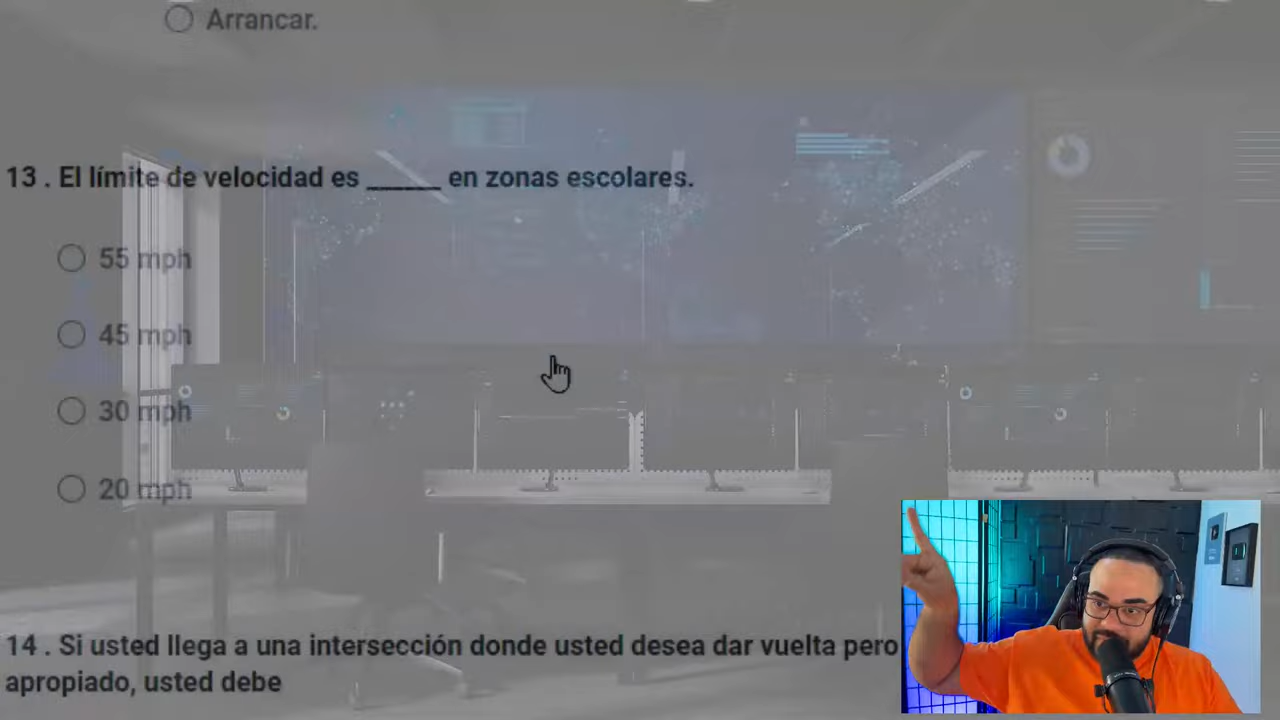 Arrancar.
13 . El límite de velocidad es _____ en zonas escolares.
55 mph
45 mph
30 mph
20 mph
14 . Si usted llega a una intersección donde usted desea dar vuelta pero
apropiado, usted debe